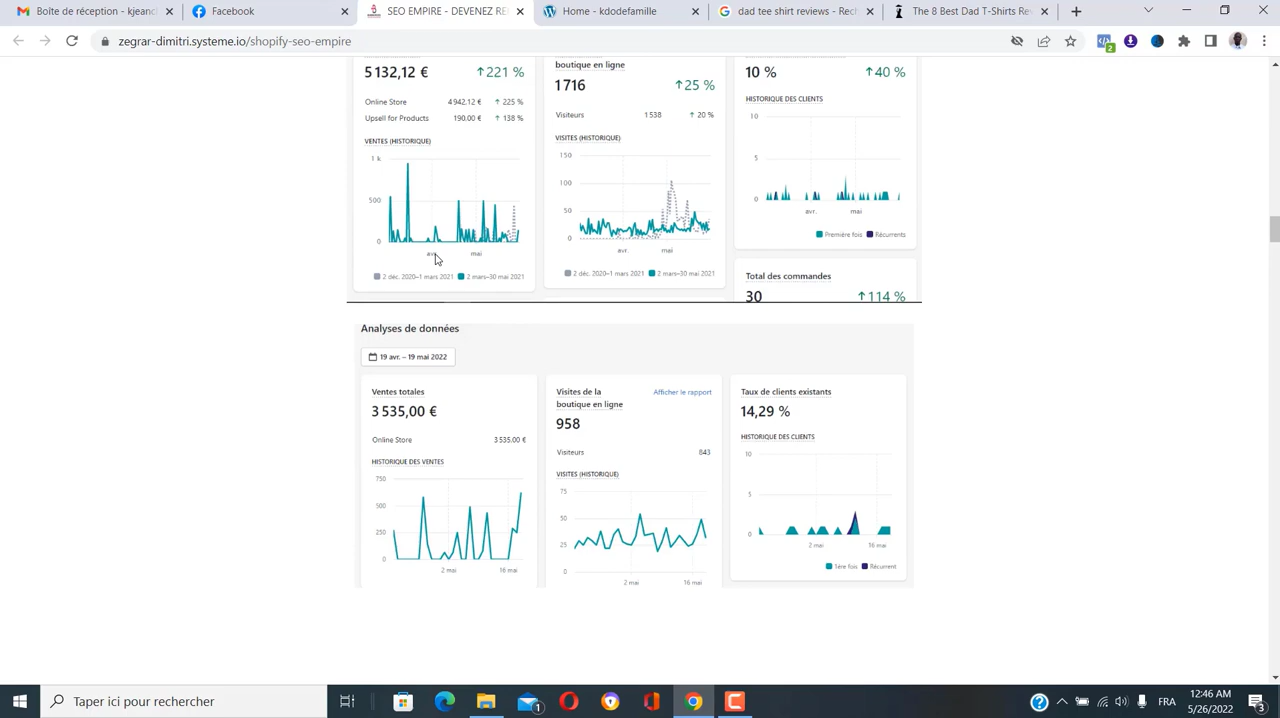 Boîte de réception - kjeanch
Facebook
SEO EMPIRE - DEVENEZ RE
Home - kdodefamille
dad tee shirt reviews - Rech
The 8 Best Dad T-Shirts Re
zegrar-dimitri.systeme.io/shopify-seo-empire
2
5 132,12 €
221 %
Online Store
4 942.12 €
225 %
Upsell for Products
190.00 €
138 %
VENTES (HISTORIQUE)
1 k
500
0
mai
2 déc. 2020–1 mars 2021
2 mars–30 mai 2021
boutique en ligne
1 716
25 %
Visiteurs
1 538
20 %
VISITES (HISTORIQUE)
150
100
50
0
avr.
mai
2 déc. 2020–1 mars 2021
2 mars–30 mai 2021
10 %
40 %
HISTORIQUE DES CLIENTS
10
5
0
avr.
mai
Première fois
Récurrents
Total des commandes
30
114 %
Analyses de données
19 avr. – 19 mai 2022
Ventes totales
3 535,00 €
Online Store
3 535.00 €
HISTORIQUE DES VENTES
750
500
250
0
2 mai
16 mai
Visites de la
boutique en ligne
Afficher le rapport
958
Visiteurs
843
VISITES (HISTORIQUE)
75
50
25
0
2 mai
16 mai
Taux de clients existants
14,29 %
HISTORIQUE DES CLIENTS
10
5
0
2 mai
16 mai
1ère fois
Récurrent
Taper ici pour rechercher
1
FRA
12:46 AM
5/26/2022
3